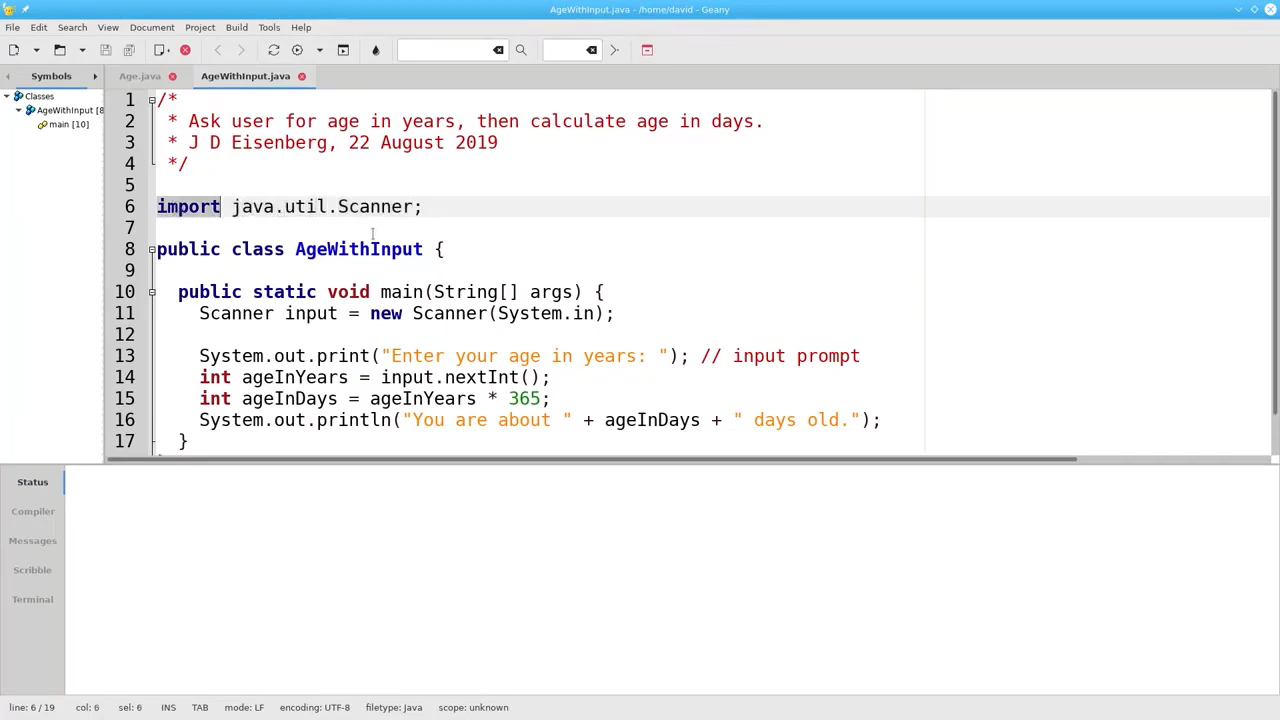 AgeWithInput.java - /home/david - Geany
File Edit Search View Document Project Build Tools Help
Symbols Age.java AgeWithInput.java
Classes
AgeWithInput [8
main [10]
1 /*
2  * Ask user for age in years, then calculate age in days.
3  * J D Eisenberg, 22 August 2019
4  */
5
6 import java.util.Scanner;
7
8 public class AgeWithInput {
9
10   public static void main(String[] args) {
11     Scanner input = new Scanner(System.in);
12
13     System.out.print("Enter your age in years: "); // input prompt
14     int ageInYears = input.nextInt();
15     int ageInDays = ageInYears * 365;
16     System.out.println("You are about " + ageInDays + " days old.");
17   }
Status
Compiler
Messages
Scribble
Terminal
line: 6 / 19 col: 6 sel: 6 INS TAB mode: LF encoding: UTF-8 filetype: Java scope: unknown